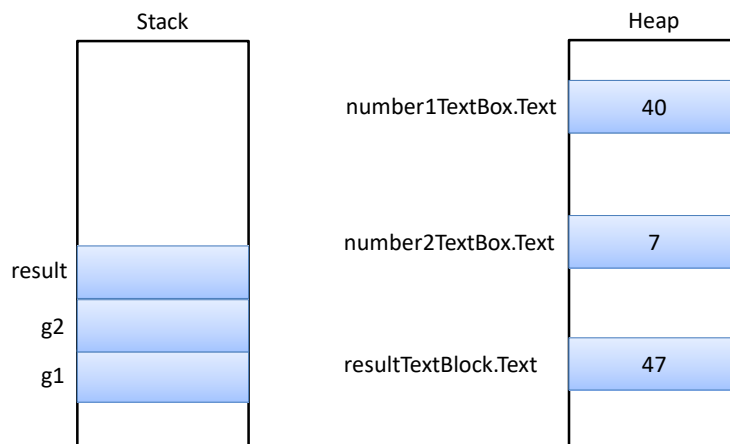 Stack
Heap
number1TextBox.Text 40
number2TextBox.Text 7
result
g2
g1
resultTextBlock.Text 47